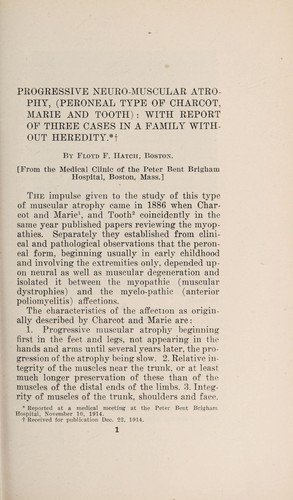 PROGRESSIVE NEURO-MUSCULAR ATRO-
PHY, (PERONEAL TYPE OF CHARCOT,
MARIE AND TOOTH): WITH REPORT
OF THREE CASES IN A FAMILY WITH-
OUT HEREDITY.*†
BY FLOYD F. HATCH, BOSTON.
[From the Medical Clinic of the Peter Bent Brigham
Hospital, Boston, Mass.]
THE impulse given to the study of this type
of muscular atrophy came in 1886 when Char-
cot and Marie¹, and Tooth² coincidently in the
same year published papers reviewing the myop-
athies. Separately they established from clini-
cal and pathological observations that the peron-
eal form, beginning usually in early childhood
and involving the extremities only, depended up-
on neural as well as muscular degeneration and
isolated it between the myopathic (muscular
dystrophies) and the myelo-pathic (anterior
poliomyelitis) affections.
The characteristics of the affection as origin-
ally described by Charcot and Marie are:
1. Progressive muscular atrophy beginning
first in the feet and legs, not appearing in the
hands and arms until several years later, the pro-
gression of the atrophy being slow. 2. Relative in-
tegrity of the muscles near the trunk, or at least
much longer preservation of these than of the
muscles of the distal ends of the limbs. 3. Integ-
rity of muscles of the trunk, shoulders and face.
* Reported at a medical meeting at the Peter Bent Brigham
Hospital, November 10, 1914.
† Received for publication Dec. 22, 1914.
1